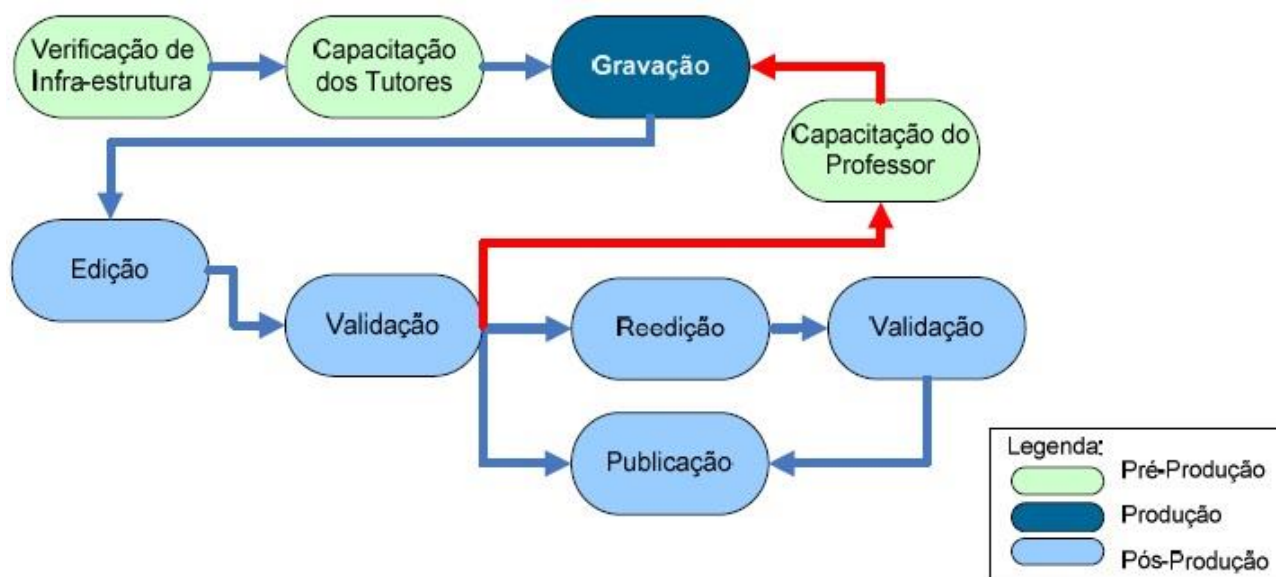 Verificação de
Infra-estrutura
Capacitação
dos Tutores
Gravação
Capacitação do
Professor
Edição
Validação
Reedição
Validação
Publicação
Legenda:
Pré-Produção
Produção
Pós-Produção